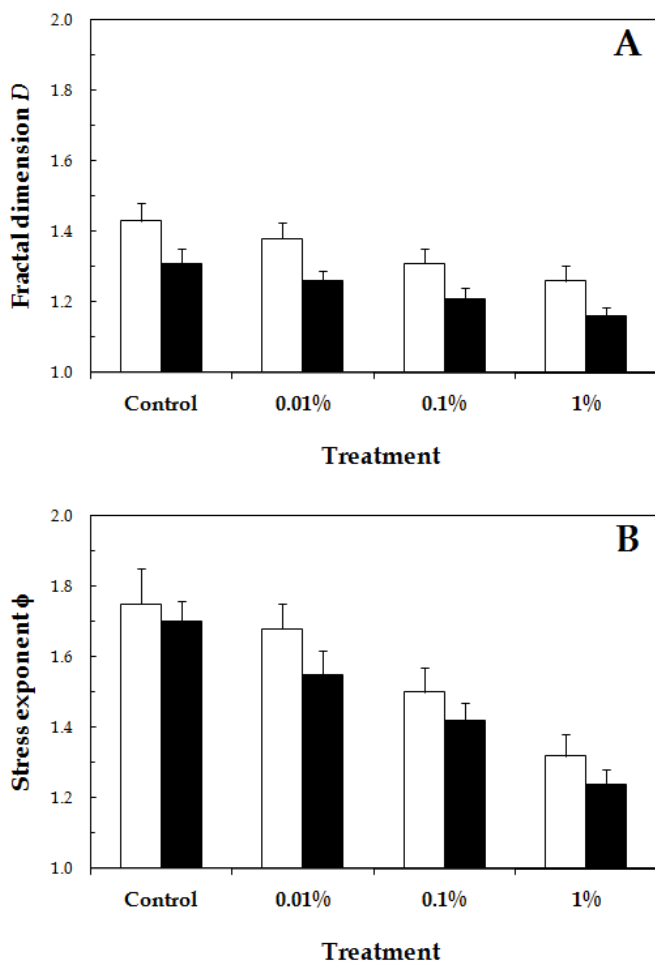 A
Fractal dimension D
2.0
1.8
1.6
1.4
1.2
1.0
Control 0.01% 0.1% 1%
Treatment
B
Stress exponent ϕ
2.0
1.8
1.6
1.4
1.2
1.0
Control 0.01% 0.1% 1%
Treatment